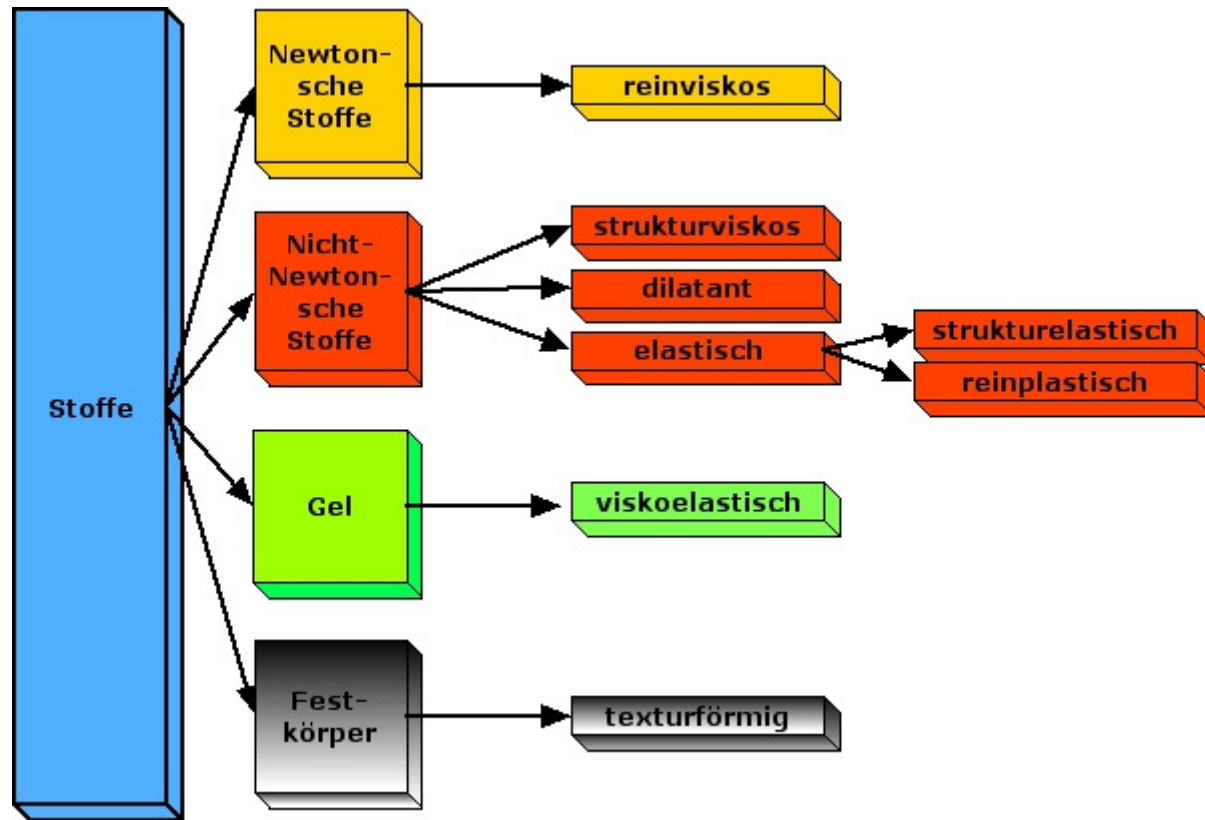 Stoffe
Newton-
sche
Stoffe
reinviskos
Nicht-
Newton-
sche
Stoffe
strukturviskos
dilatant
elastisch
strukturelastisch
reinplastisch
Gel
viskoelastisch
Fest-
körper
texturförmig